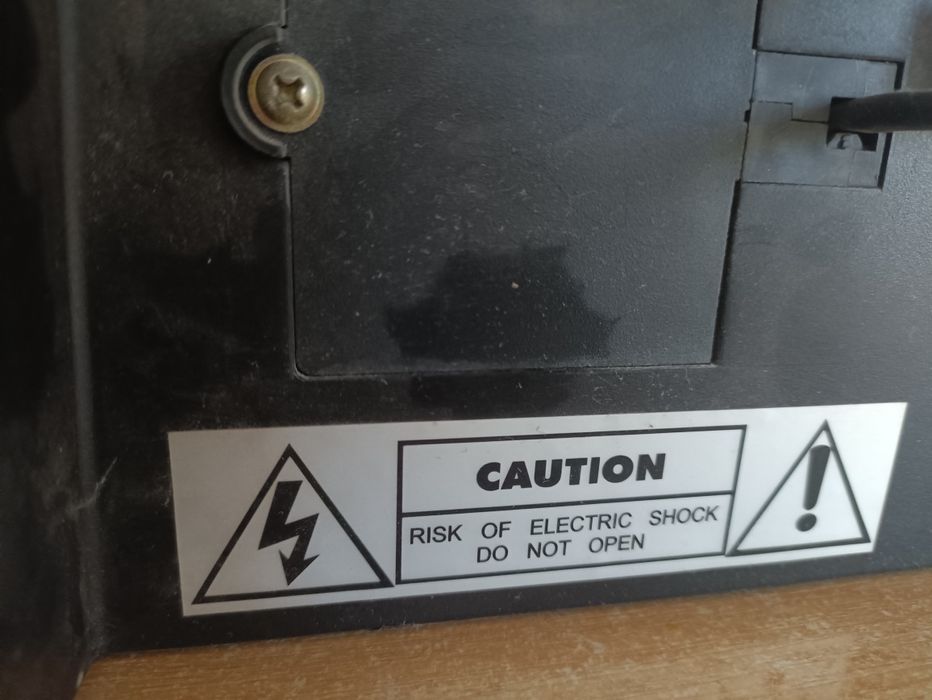 CAUTION
RISK OF ELECTRIC SHOCK
DO NOT OPEN